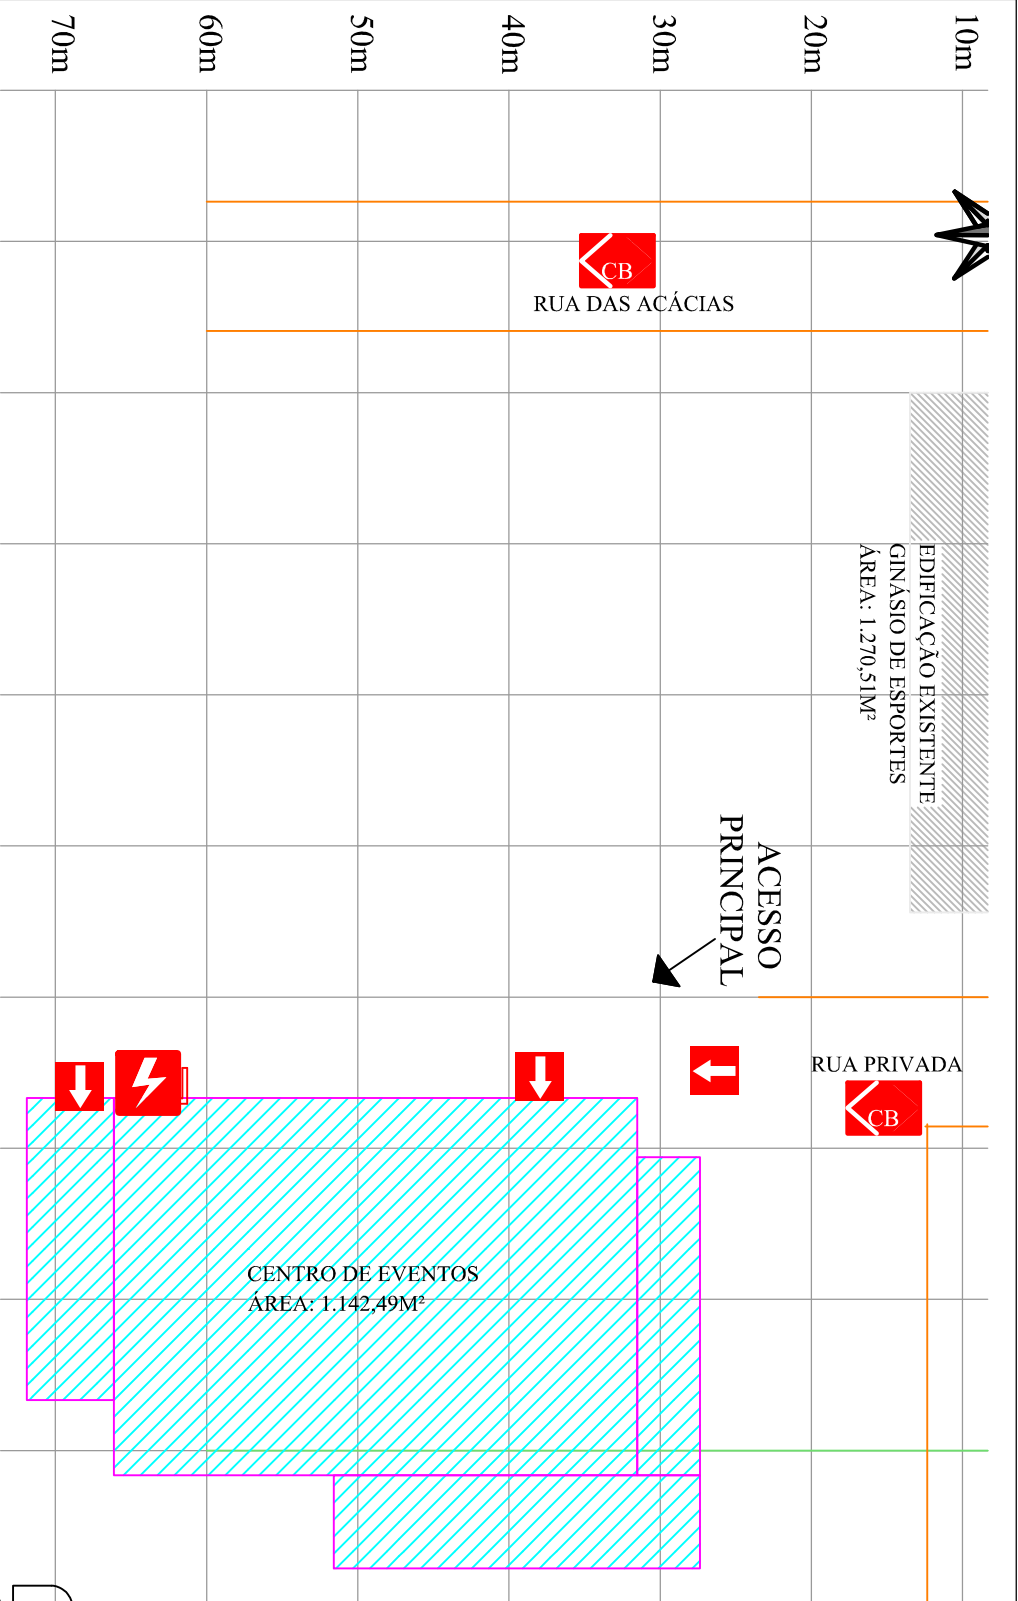 70m
60m
50m
40m
30m
20m
10m
CB
RUA DAS ACÁCIAS
EDIFICAÇÃO EXISTENTE
GINÁSIO DE ESPORTES
ÁREA: 1.270,51M²
ACESSO
PRINCIPAL
RUA PRIVADA
CB
CENTRO DE EVENTOS
ÁREA: 1.142,49M²